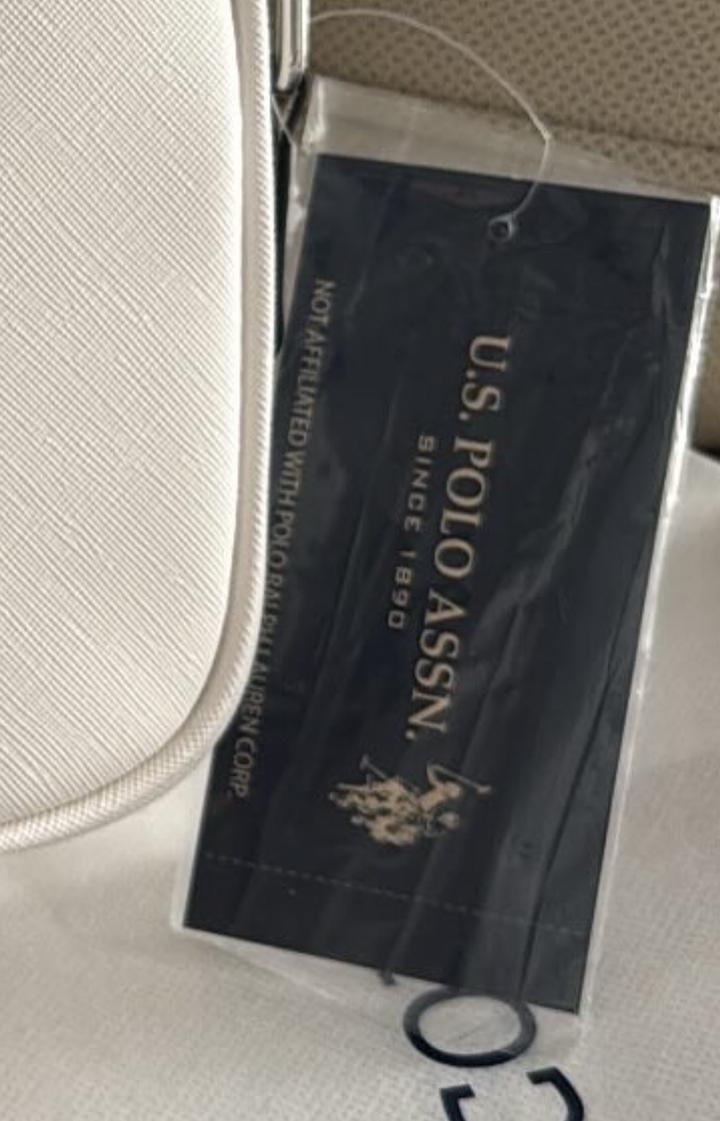 U.S. POLO ASSN.
SINCE 1890
NOT AFFILIATED WITH POLO RALPH LAUREN CORP.